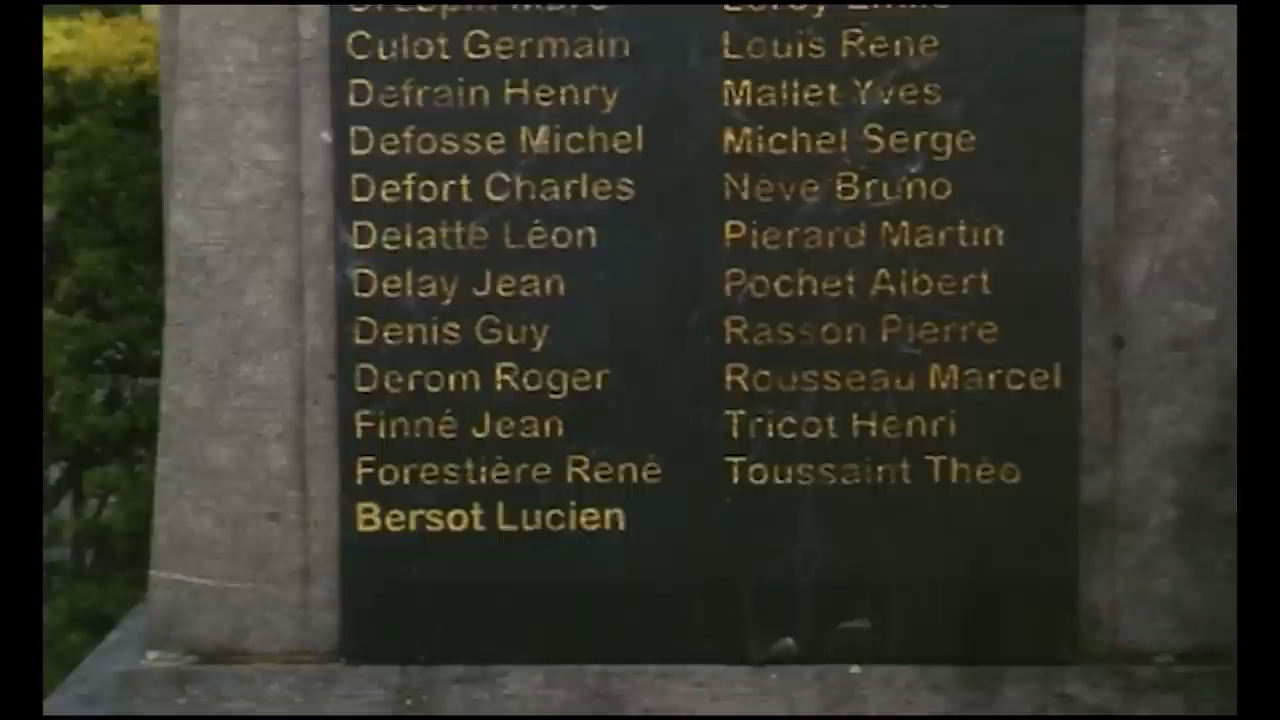 Culot Germain
Defrain Henry
Defosse Michel
Defort Charles
Delatte Léon
Delay Jean
Denis Guy
Derom Roger
Finné Jean
Forestière René
Bersot Lucien
Louis Rene
Mallet Yves
Michel Serge
Nève Bruno
Pierard Martin
Pochet Albert
Rasson Pierre
Rousseau Marcel
Tricot Henri
Toussaint Théo